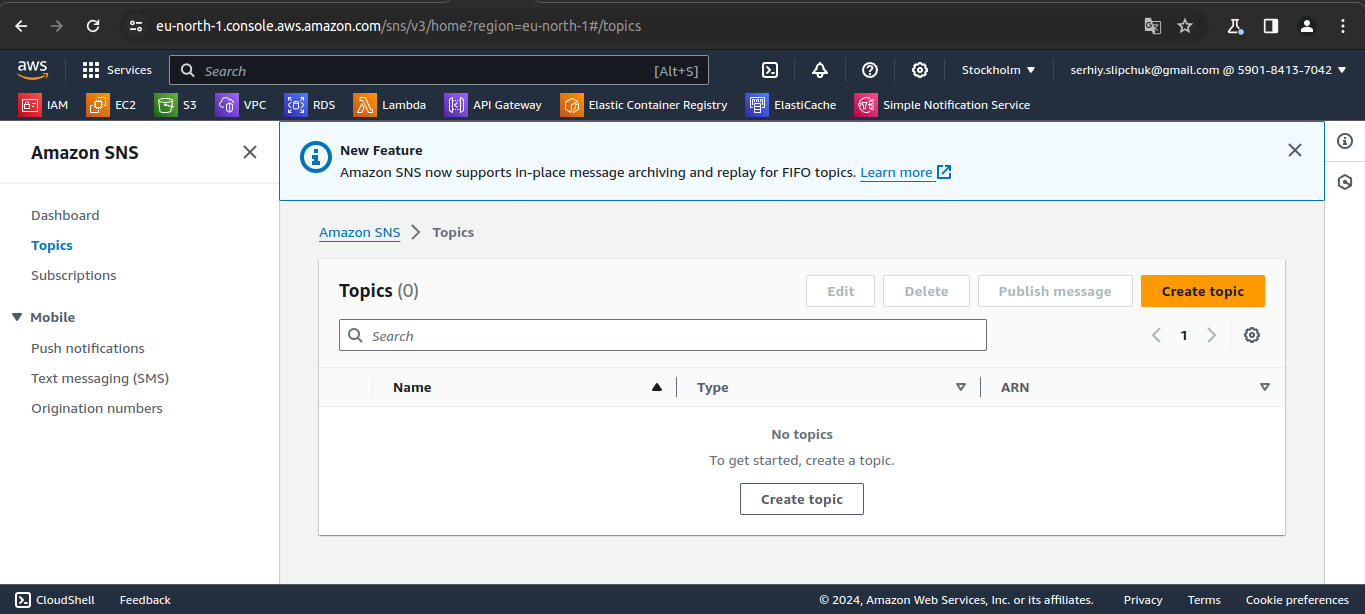 eu-north-1.console.aws.amazon.com/sns/v3/home?region=eu-north-1#/topics
aws Services Search [Alt+S] Stockholm serhiy.slipchuk@gmail.com @ 5901-8413-7042
IAM EC2 S3 VPC RDS Lambda API Gateway Elastic Container Registry ElastiCache Simple Notification Service
Amazon SNS
Dashboard
Topics
Subscriptions
Mobile
Push notifications
Text messaging (SMS)
Origination numbers
New Feature
Amazon SNS now supports in-place message archiving and replay for FIFO topics. Learn more
Amazon SNS Topics
Topics (0) Edit Delete Publish message Create topic
Search 1
Name Type ARN
No topics
To get started, create a topic.
Create topic
CloudShell Feedback © 2024, Amazon Web Services, Inc. or its affiliates. Privacy Terms Cookie preferences